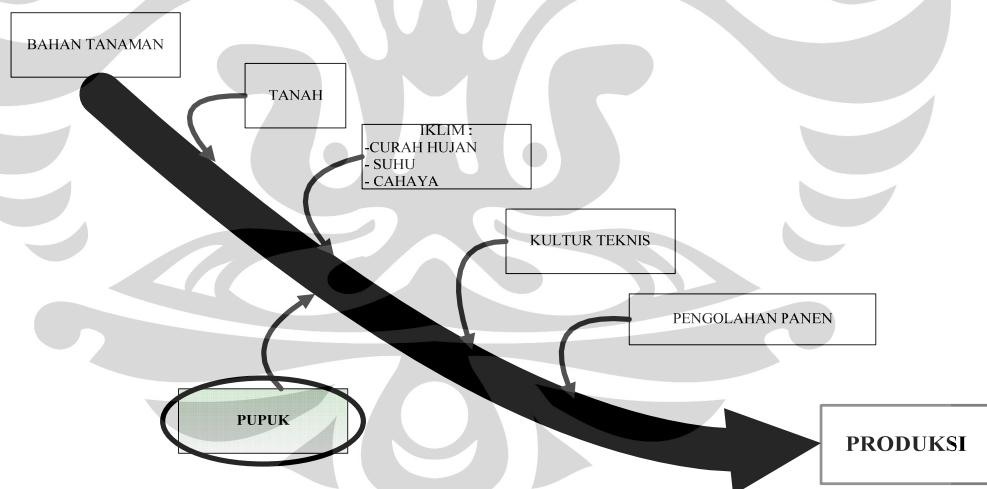 BAHAN TANAMAN
TANAH
IKLIM :
-CURAH HUJAN
- SUHU
- CAHAYA
KULTUR TEKNIS
PENGOLAHAN PANEN
PUPUK
PRODUKSI